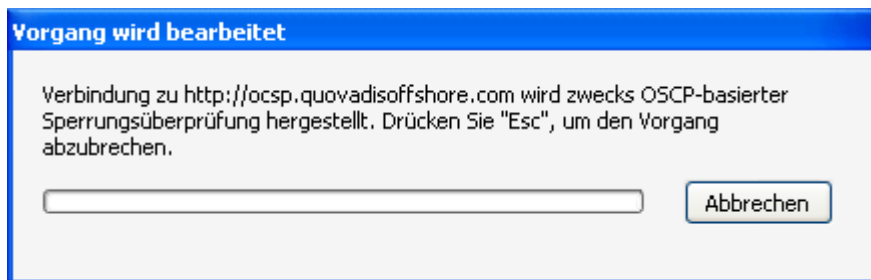 Vorgang wird bearbeitet
Verbindung zu http://ocsp.quovadisoffshore.com wird zwecks OSCP-basierter
Sperrungsüberprüfung hergestellt. Drücken Sie "Esc", um den Vorgang
abzubrechen.
Abbrechen